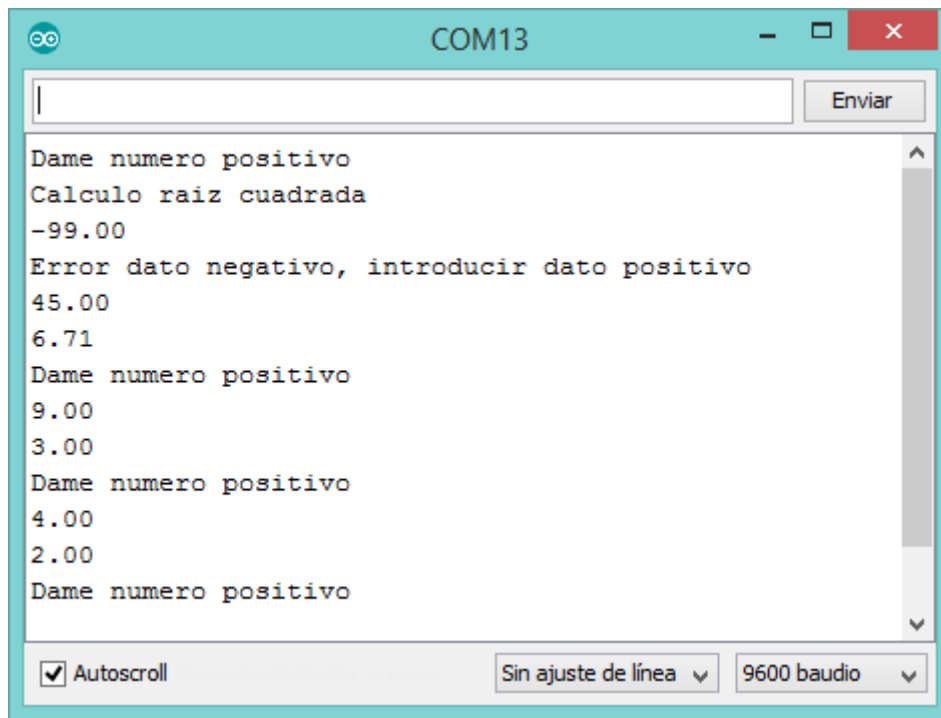 COM13
Enviar
Dame numero positivo
Calculo raiz cuadrada
-99.00
Error dato negativo, introducir dato positivo
45.00
6.71
Dame numero positivo
9.00
3.00
Dame numero positivo
4.00
2.00
Dame numero positivo
Autoscroll Sin ajuste de línea 9600 baudio